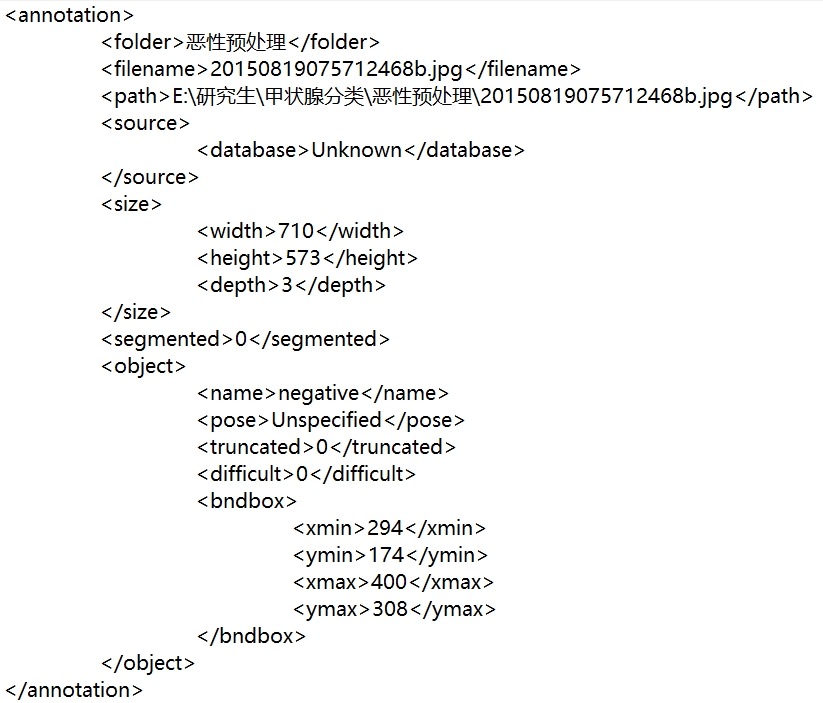 <annotation>
<folder>恶性预处理</folder>
<filename>20150819075712468b.jpg</filename>
<path>E:\研究生\甲状腺分类\恶性预处理\20150819075712468b.jpg</path>
<source>
<database>Unknown</database>
</source>
<size>
<width>710</width>
<height>573</height>
<depth>3</depth>
</size>
<segmented>0</segmented>
<object>
<name>negative</name>
<pose>Unspecified</pose>
<truncated>0</truncated>
<difficult>0</difficult>
<bndbox>
<xmin>294</xmin>
<ymin>174</ymin>
<xmax>400</xmax>
<ymax>308</ymax>
</bndbox>
</object>
</annotation>